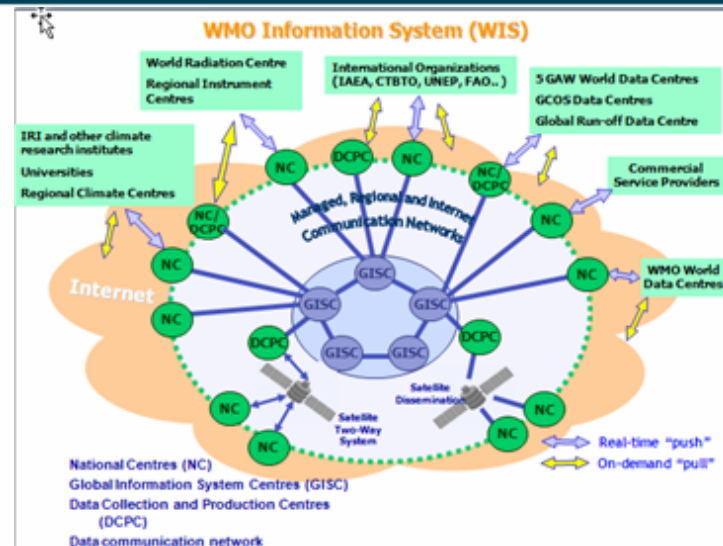 WMO Information System (WIS)
World Radiation Centre
Regional Instrument
Centres
International Organizations
(IAEA, CTBTO, UNEP, FAO.. )
5 GAW World Data Centres
GCOS Data Centres
Global Run-off Data Centre
IRI and other climate
research institutes
Universities
Regional Climate Centres
Commercial
Service Providers
WMO World
Data Centres
NC
DCPC
NC
NC/
DCPC
NC/
DCPC
NC
NC
NC
NC
Managed, Regional and Internet
Communication Networks
Internet
GISC
GISC
GISC
GISC
GISC
DCPC
DCPC
NC
NC
NC
NC
Satellite
Two-Way
System
Satellite
Dissemination
Real-time "push"
On-demand "pull"
National Centres (NC)
Global Information System Centres (GISC)
Data Collection and Production Centres
(DCPC)
Data communication network